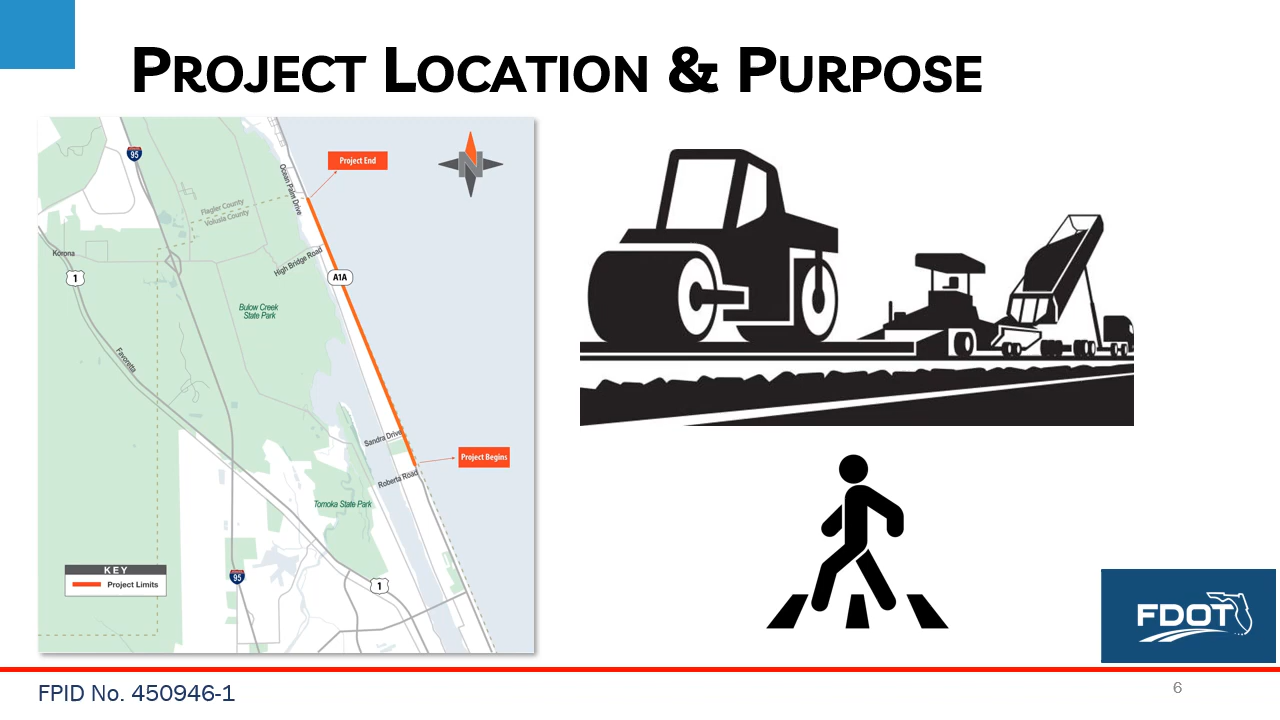 PROJECT LOCATION & PURPOSE
95
Project End
N
Ocean Palm Drive
Flagler County
Volusia County
Korona
1
High Bridge Road
A1A
Bulow Creek
State Park
Favoretta
Sandra Drive
Project Begins
Roberta Road
Tomoka State Park
KEY
Project Limits
95
1
FDOT
FPID No. 450946-1
6